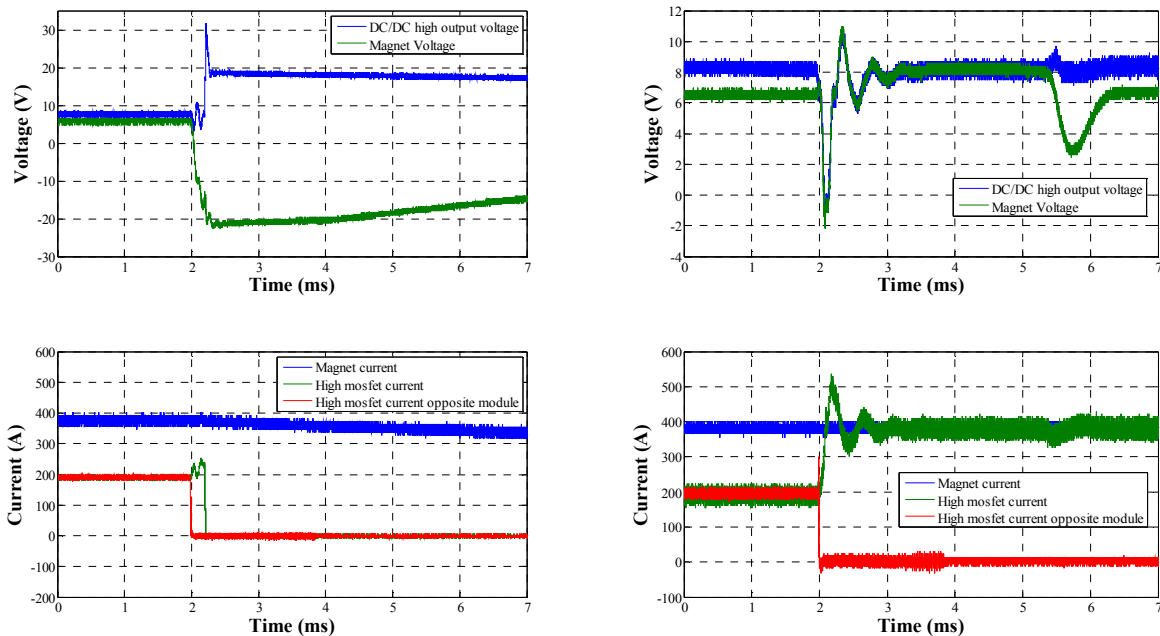 DC/DC high output voltage
Magnet Voltage
Voltage (V)
30
20
10
0
-10
-20
-30
0 1 2 3 4 5 6 7
Time (ms)
DC/DC high output voltage
Magnet Voltage
Voltage (V)
12
10
8
6
4
2
0
-2
-4
0 1 2 3 4 5 6 7
Time (ms)
Magnet current
High mosfet current
High mosfet current opposite module
Current (A)
600
500
400
300
200
100
0
-100
-200
0 1 2 3 4 5 6 7
Time (ms)
Magnet current
High mosfet current
High mosfet current opposite module
Current (A)
600
500
400
300
200
100
0
-100
0 1 2 3 4 5 6 7
Time (ms)